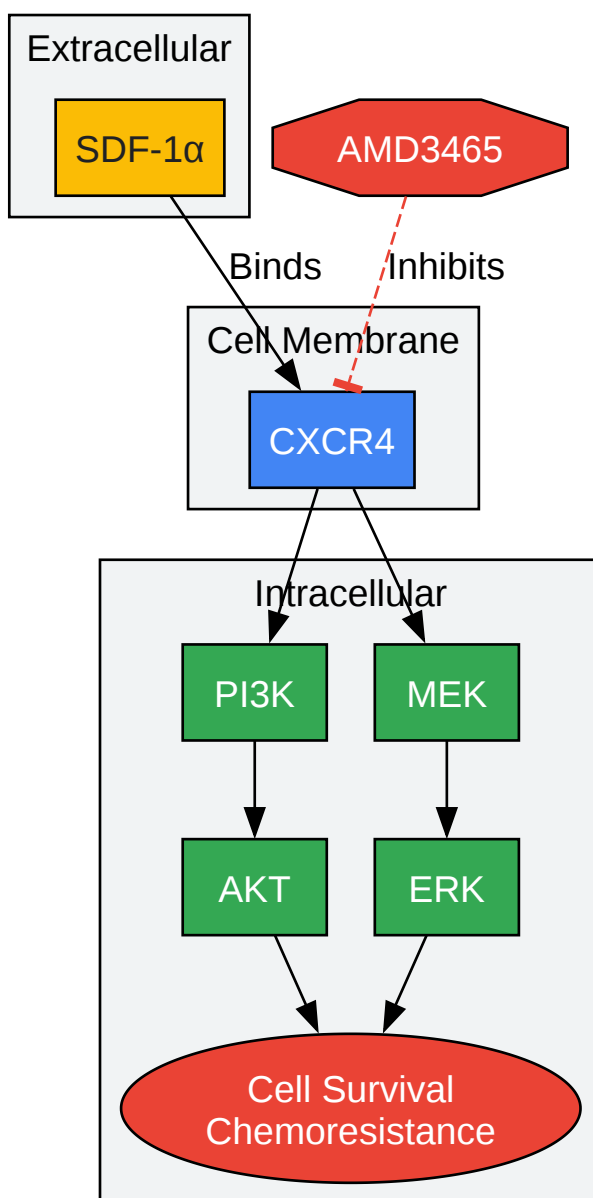 Extracellular
SDF-1α
AMD3465
Binds
Inhibits
Cell Membrane
CXCR4
Intracellular
PI3K
MEK
AKT
ERK
Cell Survival
Chemoresistance